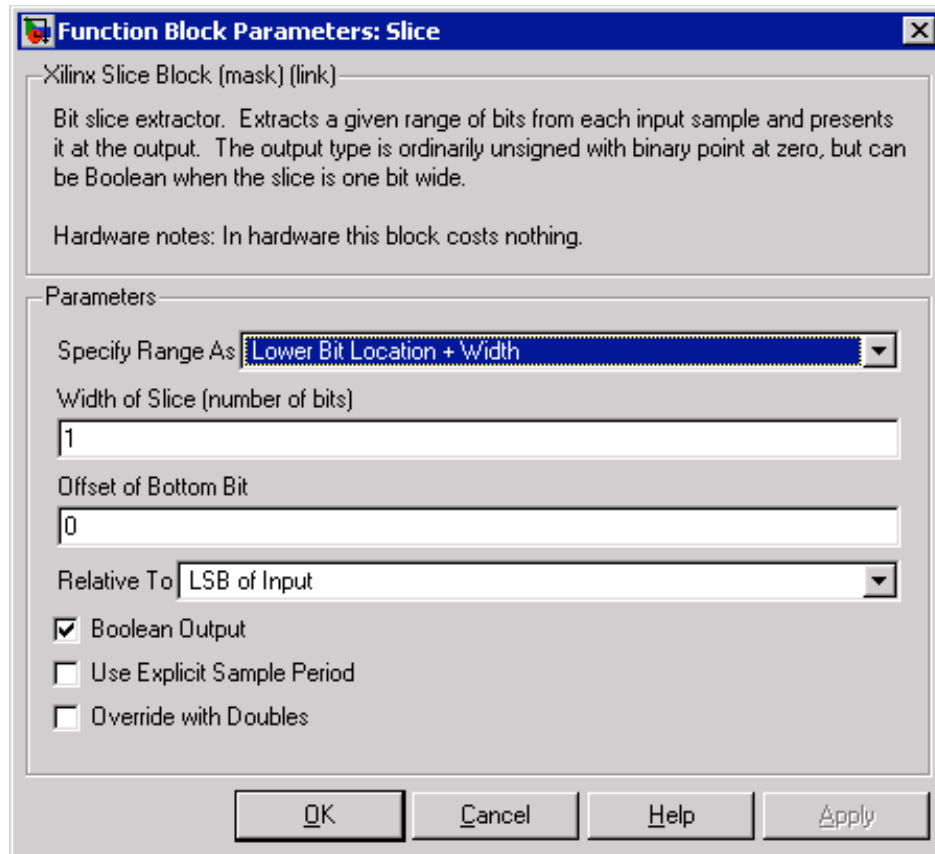 Function Block Parameters: Slice
Xilinx Slice Block (mask) (link)
Bit slice extractor.  Extracts a given range of bits from each input sample and presents
it at the output.  The output type is ordinarily unsigned with binary point at zero, but can
be Boolean when the slice is one bit wide.
Hardware notes: In hardware this block costs nothing.
Parameters
Specify Range As Lower Bit Location + Width
Width of Slice (number of bits)
1
Offset of Bottom Bit
0
Relative To LSB of Input
Boolean Output
Use Explicit Sample Period
Override with Doubles
OK Cancel Help Apply